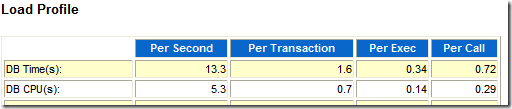 Load Profile
Per Second Per Transaction Per Exec Per Call
DB Time(s): 13.3 1.6 0.34 0.72
DB CPU(s): 5.3 0.7 0.14 0.29